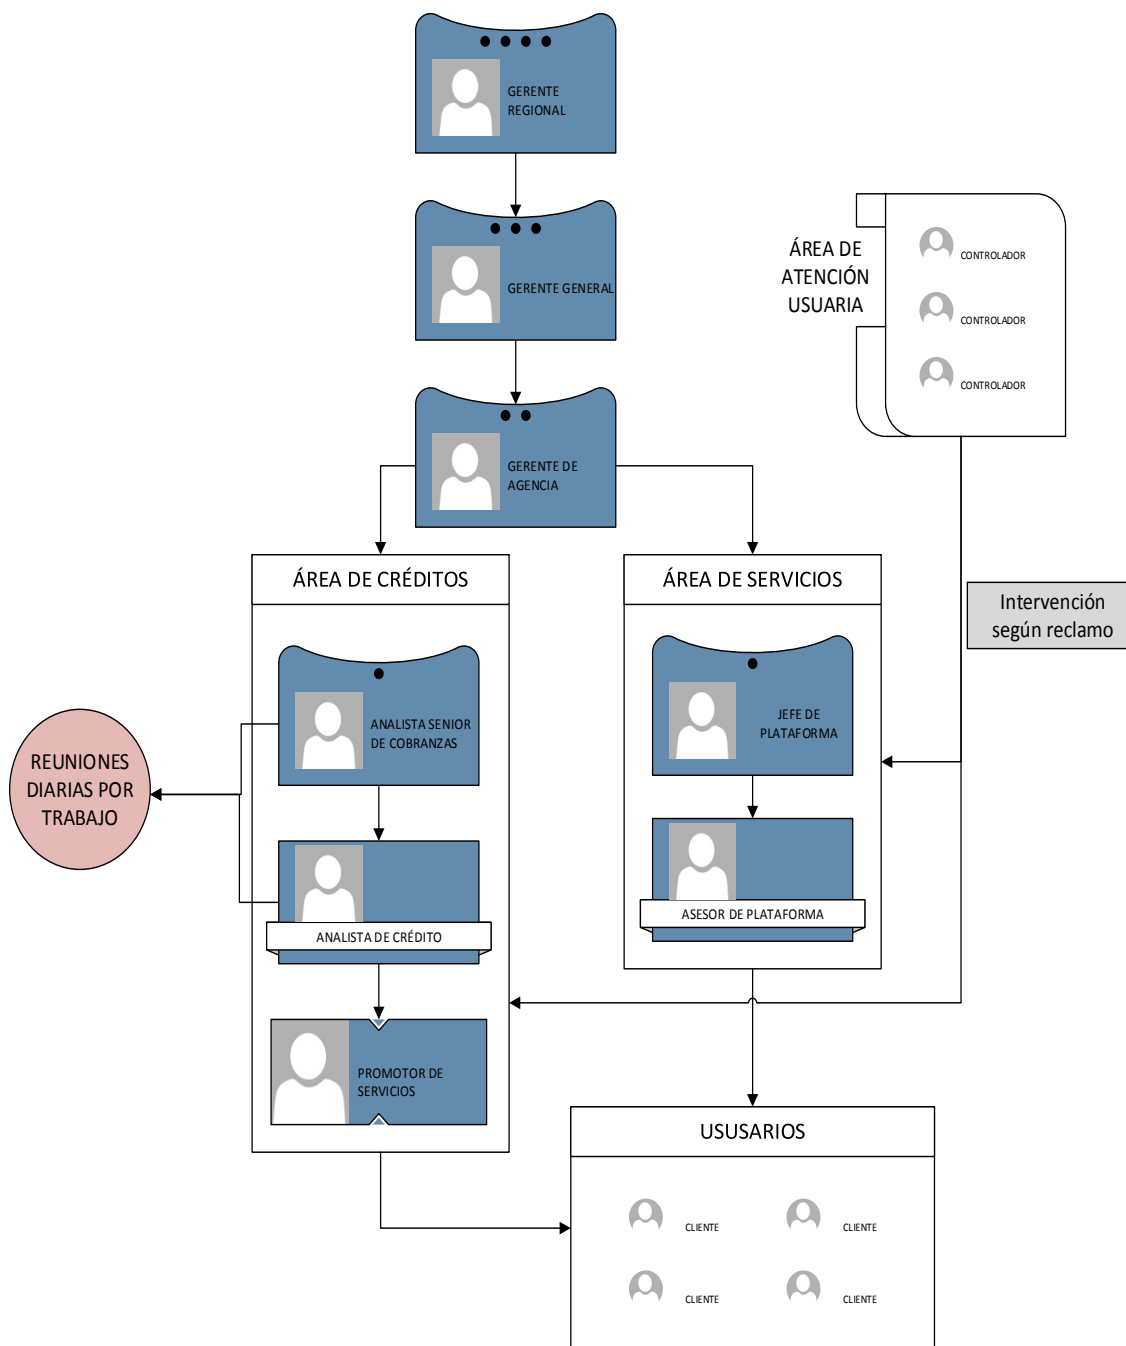 GERENTE
REGIONAL
GERENTE GENERAL
ÁREA DE
ATENCIÓN
USUARIA
CONTROLADOR
CONTROLADOR
CONTROLADOR
GERENTE DE
AGENCIA
ÁREA DE CRÉDITOS
ÁREA DE SERVICIOS
Intervención
según reclamo
ANALISTA SENIOR
DE COBRANZAS
JEFE DE
PLATAFORMA
REUNIONES
DIARIAS POR
TRABAJO
ANALISTA DE CRÉDITO
ASESOR DE PLATAFORMA
PROMOTOR DE
SERVICIOS
USUSARIOS
CLIENTE
CLIENTE
CLIENTE
CLIENTE